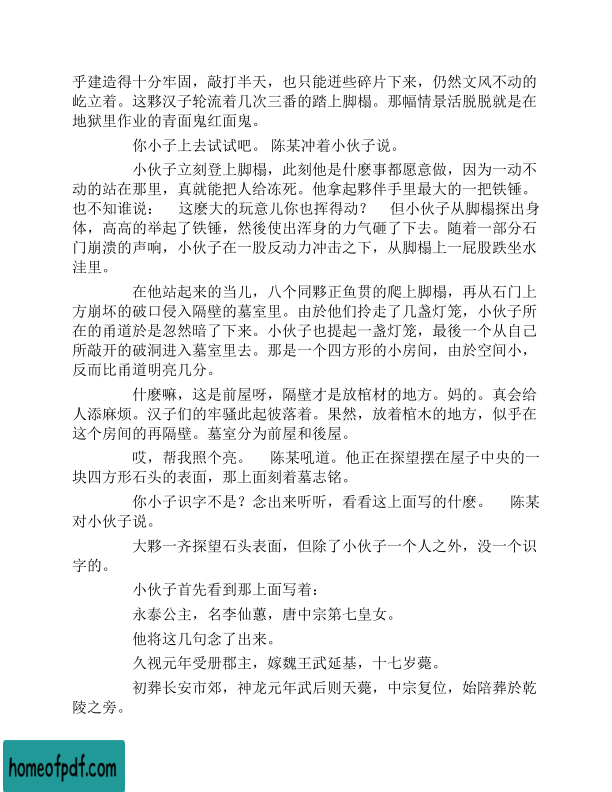 乎建造得十分牢固，敲打半天，也只能迸些碎片下来，仍然文风不动的
屹立着。这夥汉子轮流着几次三番的踏上脚榻。那幅情景活脱脱就是在
地狱里作业的青面鬼红面鬼。
你小子上去试试吧。 陈某冲着小伙子说。
小伙子立刻登上脚榻，此刻他是什麽事都愿意做，因为一动不
动的站在那里，真就能把人给冻死。他拿起夥伴手里最大的一把铁锤。
也不知谁说： 这麽大的玩意儿你也挥得动？ 但小伙子从脚榻探出身
体，高高的举起了铁锤，然後使出浑身的力气砸了下去。随着一部分石
门崩溃的声响，小伙子在一股反动力冲击之下，从脚榻上一屁股跌坐水
洼里。
在他站起来的当儿，八个同夥正鱼贯的爬上脚榻，再从石门上
方崩坏的破口侵入隔壁的墓室里。由於他们拎走了几盏灯笼，小伙子所
在的甬道於是忽然暗了下来。小伙子也提起一盏灯笼，最後一个从自己
所敲开的破洞进入墓室里去。那是一个四方形的小房间，由於空间小，
反而比甬道明亮几分。
什麽嘛，这是前屋呀，隔壁才是放棺材的地方。妈的。真会给
人添麻烦。汉子们的牢骚此起彼落着。果然，放着棺木的地方，似乎在
这个房间的再隔壁。墓室分为前屋和後屋。
哎，帮我照个亮。 陈某吼道。他正在探望摆在屋子中央的一
块四方形石头的表面，那上面刻着墓志铭。
你小子识字不是？念出来听听，看看这上面写的什麽。 陈某
对小伙子说。
大夥一齐探望石头表面，但除了小伙子一个人之外，没一个识
字的。
小伙子首先看到那上面写着：
永泰公主，名李仙蕙，唐中宗第七皇女。
他将这几句念了出来。
久视元年受册郡主，嫁魏王武延基，十七岁薨。
初葬长安市郊，神龙元年武后则天薨，中宗复位，始陪葬於乾
陵之旁。
homeofpdf.com